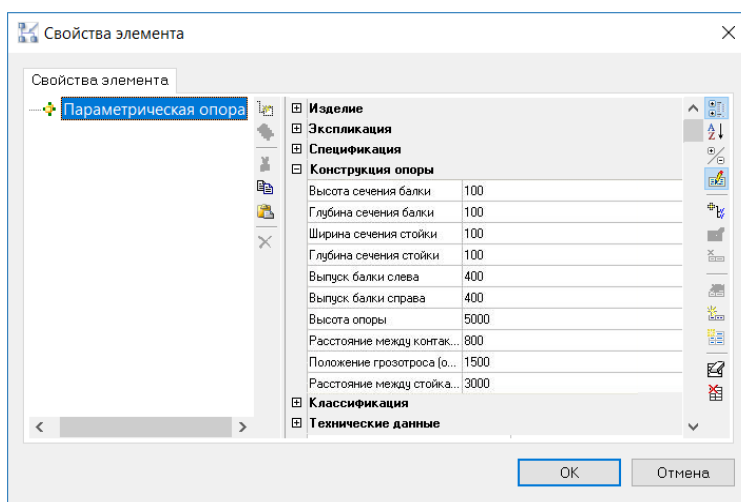 Свойства элемента
Свойства элемента
Параметрическая опора
Изделие
Экспликация
Спецификация
Конструкция опоры
Высота сечения балки 100
Глубина сечения балки 100
Ширина сечения стойки 100
Глубина сечения стойки 100
Выпуск балки слева 400
Выпуск балки справа 400
Высота опоры 5000
Расстояние между контак... 800
Положение грозотроса (о... 1500
Расстояние между стойка... 3000
Классификация
Технические данные
OK Отмена